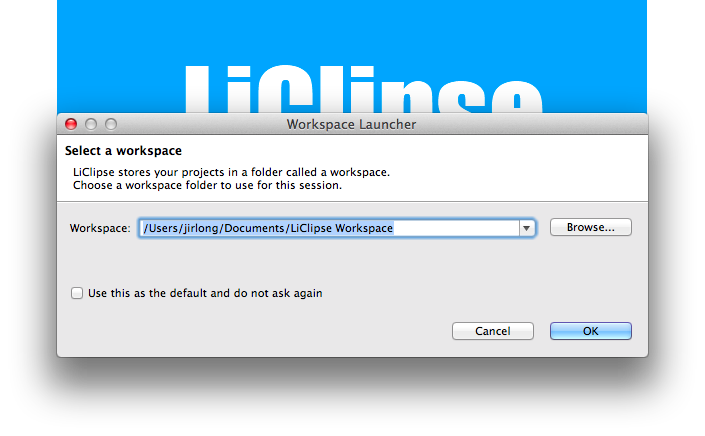 LiClipse
Workspace Launcher
Select a workspace
LiClipse stores your projects in a folder called a workspace.
Choose a workspace folder to use for this session.
Workspace: /Users/jirlong/Documents/LiClipse Workspace Browse...
Use this as the default and do not ask again
Cancel OK